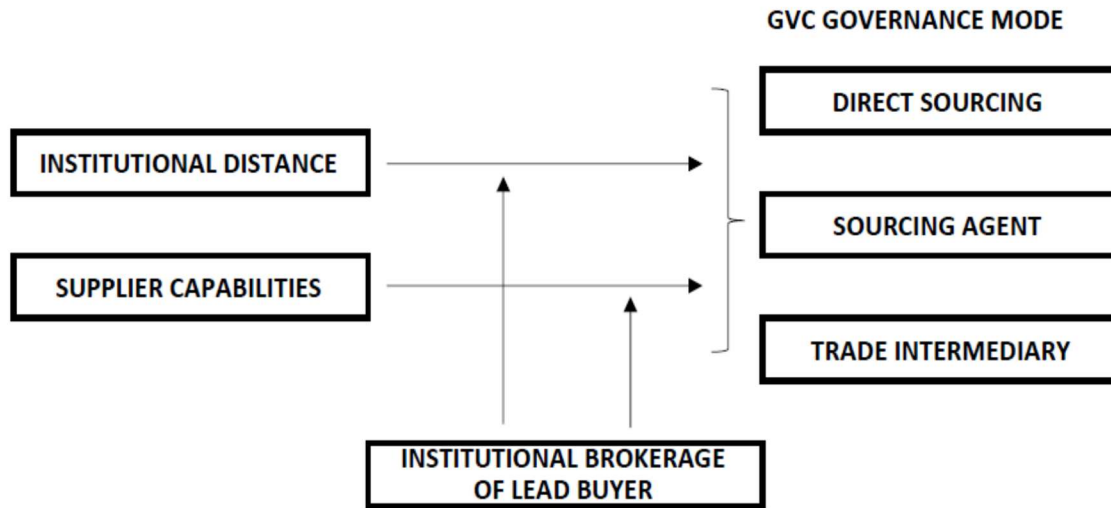 GVC GOVERNANCE MODE
DIRECT SOURCING
INSTITUTIONAL DISTANCE
SOURCING AGENT
SUPPLIER CAPABILITIES
TRADE INTERMEDIARY
INSTITUTIONAL BROKERAGE
OF LEAD BUYER